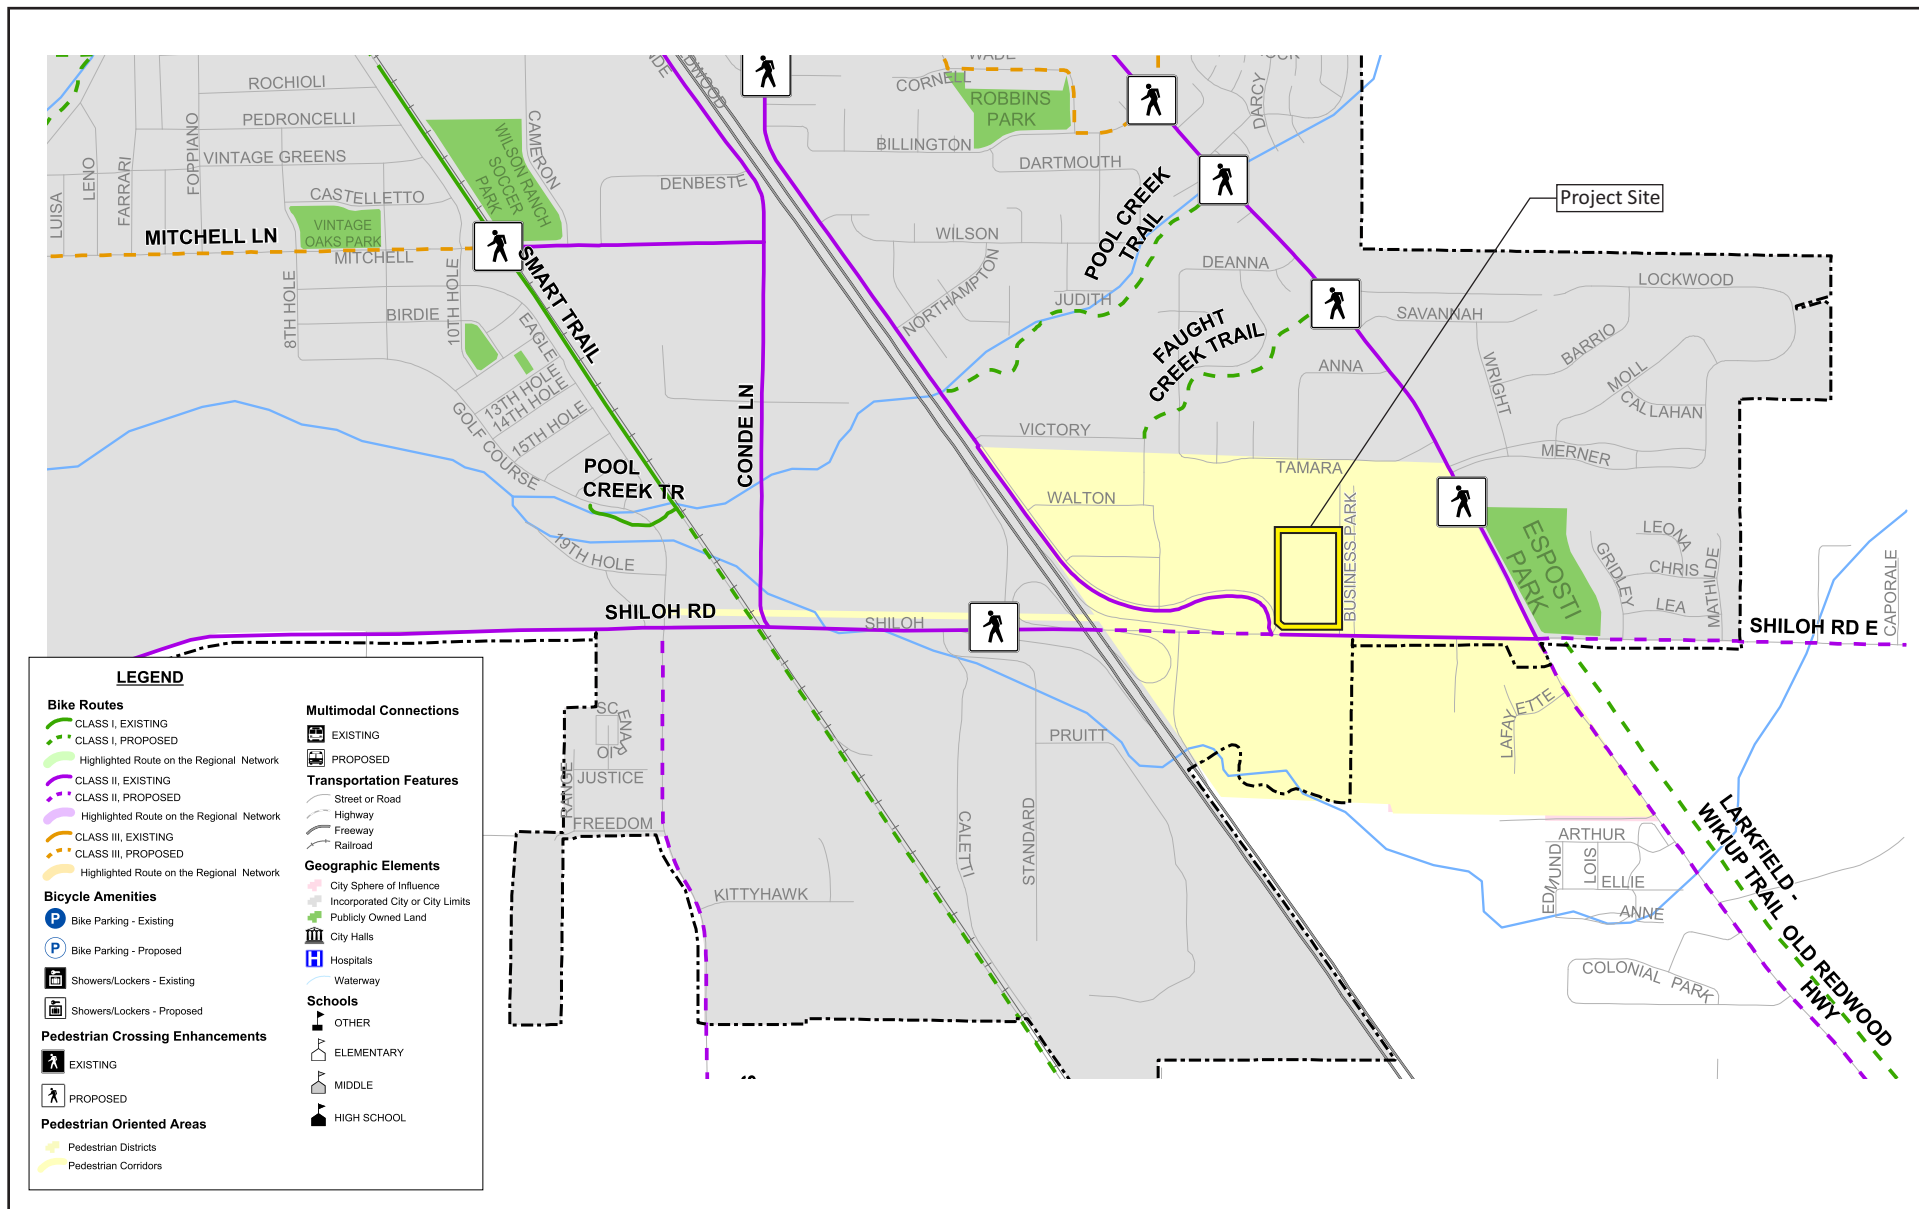 WADE
CORNELL
ROBBINS
PARK
DARCY
ROCHIOLI
PEDRONCELLI
VINTAGE GREENS
CASTELLETTO
VINTAGE
OAKS PARK
LUISA
LENO
FARRARI
FOPPIANO
MITCHELL LN
MITCHELL
WILSON RANCH
SOCCER
PARK
CAMERON
DENBESTE
BILLINGTON
DARTMOUTH
WILSON
NORTHAMPTON
JUDITH
POOL CREEK
TRAIL
DEANNA
Project Site
LOCKWOOD
SAVANNAH
BARRIO
MOLL
CALLAHAN
WRIGHT
MERNER
ANNA
FAUGHT
CREEK TRAIL
VICTORY
TAMARA
WALTON
BUSINESS PARK
8TH HOLE
BIRDIE
10TH HOLE
EAGLE
SMART TRAIL
13TH HOLE
14TH HOLE
15TH HOLE
GOLF COURSE
POOL
CREEK TR
CONDE LN
19TH HOLE
SHILOH RD
SHILOH
ESPOSTI
PARK
LEONA
GRIDLEY
CHRIS
LEA
MATHILDE
SHILOH RD E
CAPORALE
LAFAYETTE
PRUITT
JUSTICE
RANGE
FREEDOM
KITTYHAWK
CALETTI
STANDARD
ARTHUR
EDMUND
LOIS
ELLIE
ANNE
COLONIAL PARK
LARKFIELD -
WIKIUP TRAIL
OLD REDWOOD
HWY
LEGEND
Bike Routes
CLASS I, EXISTING
CLASS I, PROPOSED
Highlighted Route on the Regional Network
CLASS II, EXISTING
CLASS II, PROPOSED
Highlighted Route on the Regional Network
CLASS III, EXISTING
CLASS III, PROPOSED
Highlighted Route on the Regional Network
Bicycle Amenities
P Bike Parking - Existing
P Bike Parking - Proposed
Showers/Lockers - Existing
Showers/Lockers - Proposed
Pedestrian Crossing Enhancements
EXISTING
PROPOSED
Pedestrian Oriented Areas
Pedestrian Districts
Pedestrian Corridors
Multimodal Connections
EXISTING
PROPOSED
Transportation Features
Street or Road
Highway
Freeway
Railroad
Geographic Elements
City Sphere of Influence
Incorporated City or City Limits
Publicly Owned Land
City Halls
H Hospitals
Waterway
Schools
OTHER
ELEMENTARY
MIDDLE
HIGH SCHOOL